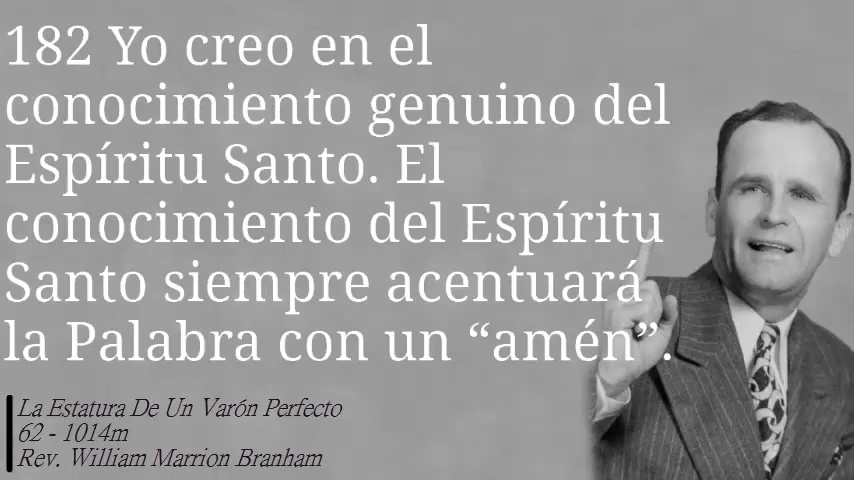 182 Yo creo en el
conocimiento genuino del
Espíritu Santo. El
conocimiento del Espíritu
Santo siempre acentuará
la Palabra con un “amén”.
La Estatura De Un Varón Perfecto
62 - 1014m
Rev. William Marrion Branham